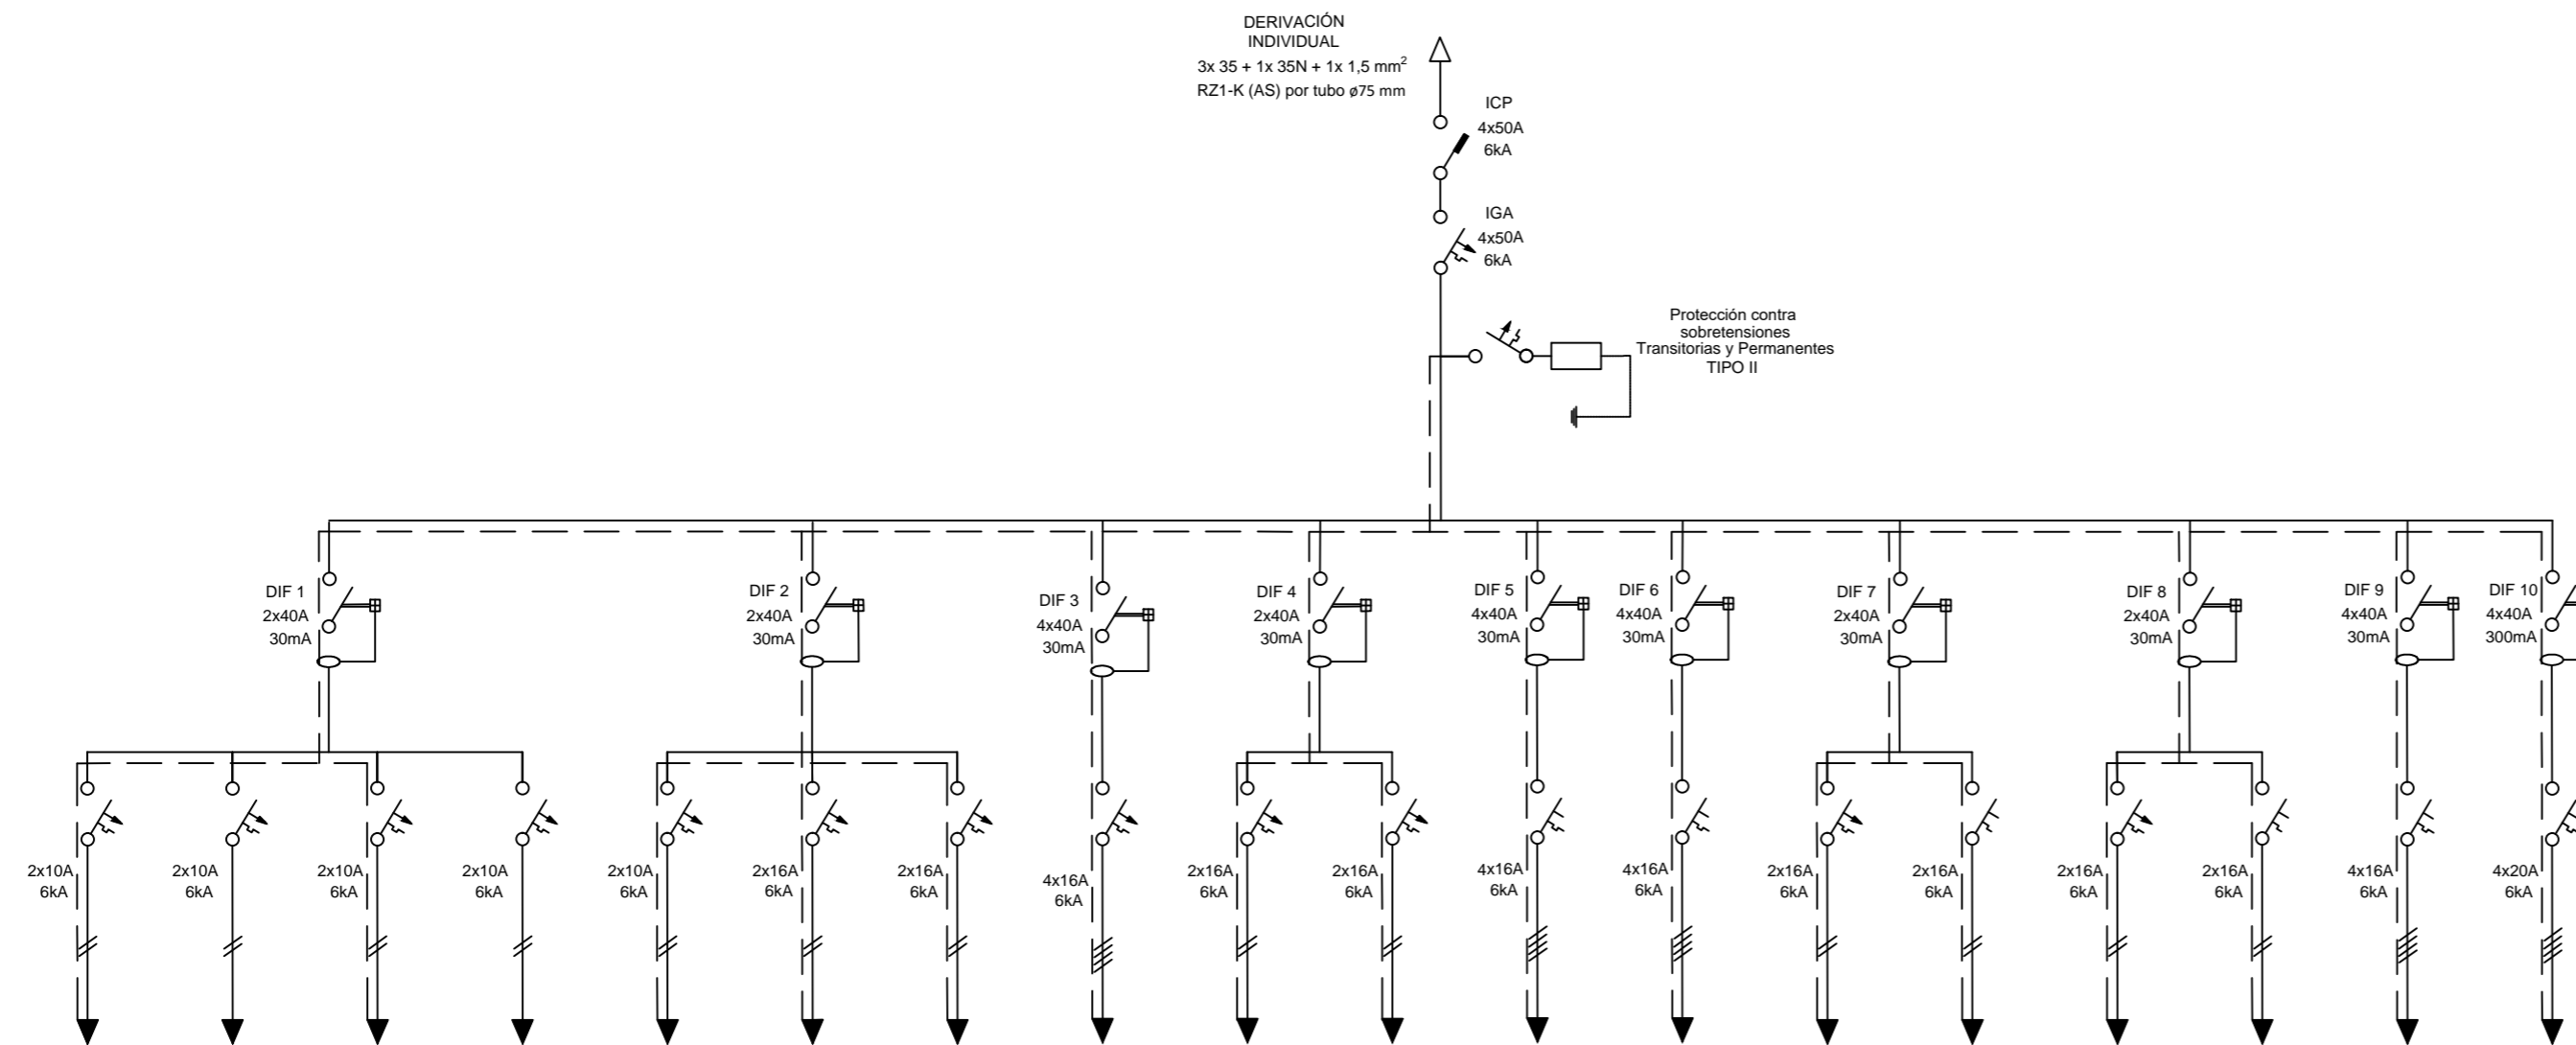 DERIVACIÓN
INDIVIDUAL
3x 35 + 1x 35N + 1x 1,5 mm²
RZ1-K (AS) por tubo ø75 mm
ICP
4x50A
6kA
IGA
4x50A
6kA
Protección contra
sobretensiones
Transitorias y Permanentes
TIPO II
DIF 1
2x40A
30mA
DIF 2
2x40A
30mA
DIF 3
4x40A
30mA
DIF 4
2x40A
30mA
DIF 5
4x40A
30mA
DIF 6
4x40A
30mA
DIF 7
2x40A
30mA
DIF 8
2x40A
30mA
DIF 9
4x40A
30mA
DIF 10
4x40A
300mA
2x10A
6kA
2x10A
6kA
2x10A
6kA
2x10A
6kA
2x10A
6kA
2x16A
6kA
2x16A
6kA
4x16A
6kA
2x16A
6kA
2x16A
6kA
4x16A
6kA
4x16A
6kA
2x16A
6kA
2x16A
6kA
2x16A
6kA
2x16A
6kA
4x16A
6kA
4x20A
6kA